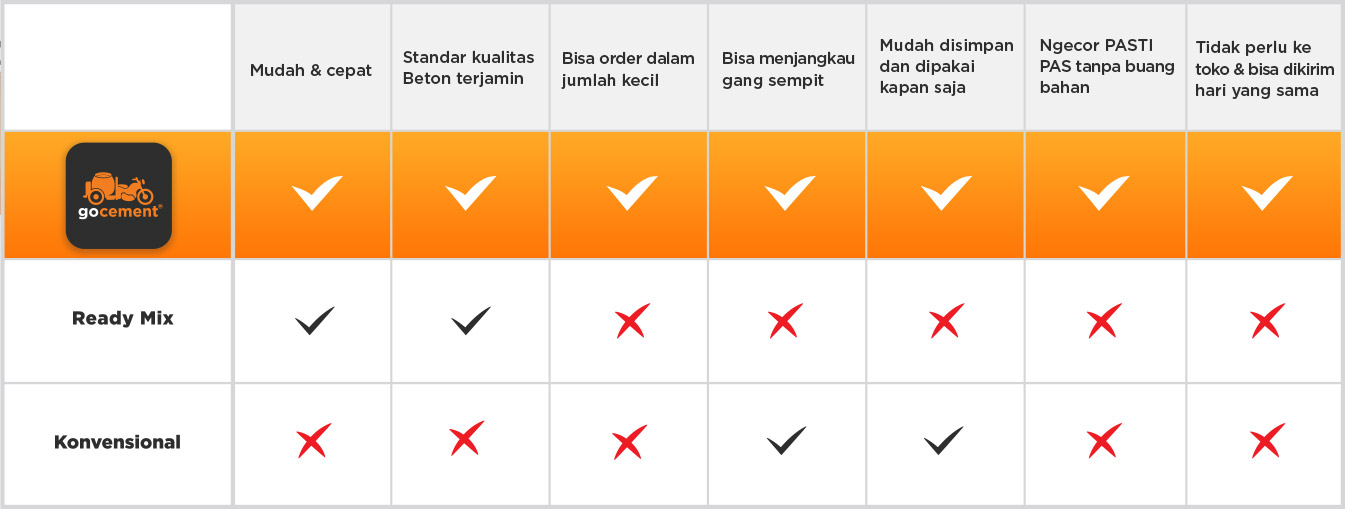 Mudah & cepat
Standar kualitas
Beton terjamin
Bisa order dalam
jumlah kecil
Bisa menjangkau
gang sempit
Mudah disimpan
dan dipakai
kapan saja
Ngecor PASTI
PAS tanpa buang
bahan
Tidak perlu ke
toko & bisa dikirim
hari yang sama
gocement®
Ready Mix
Konvensional